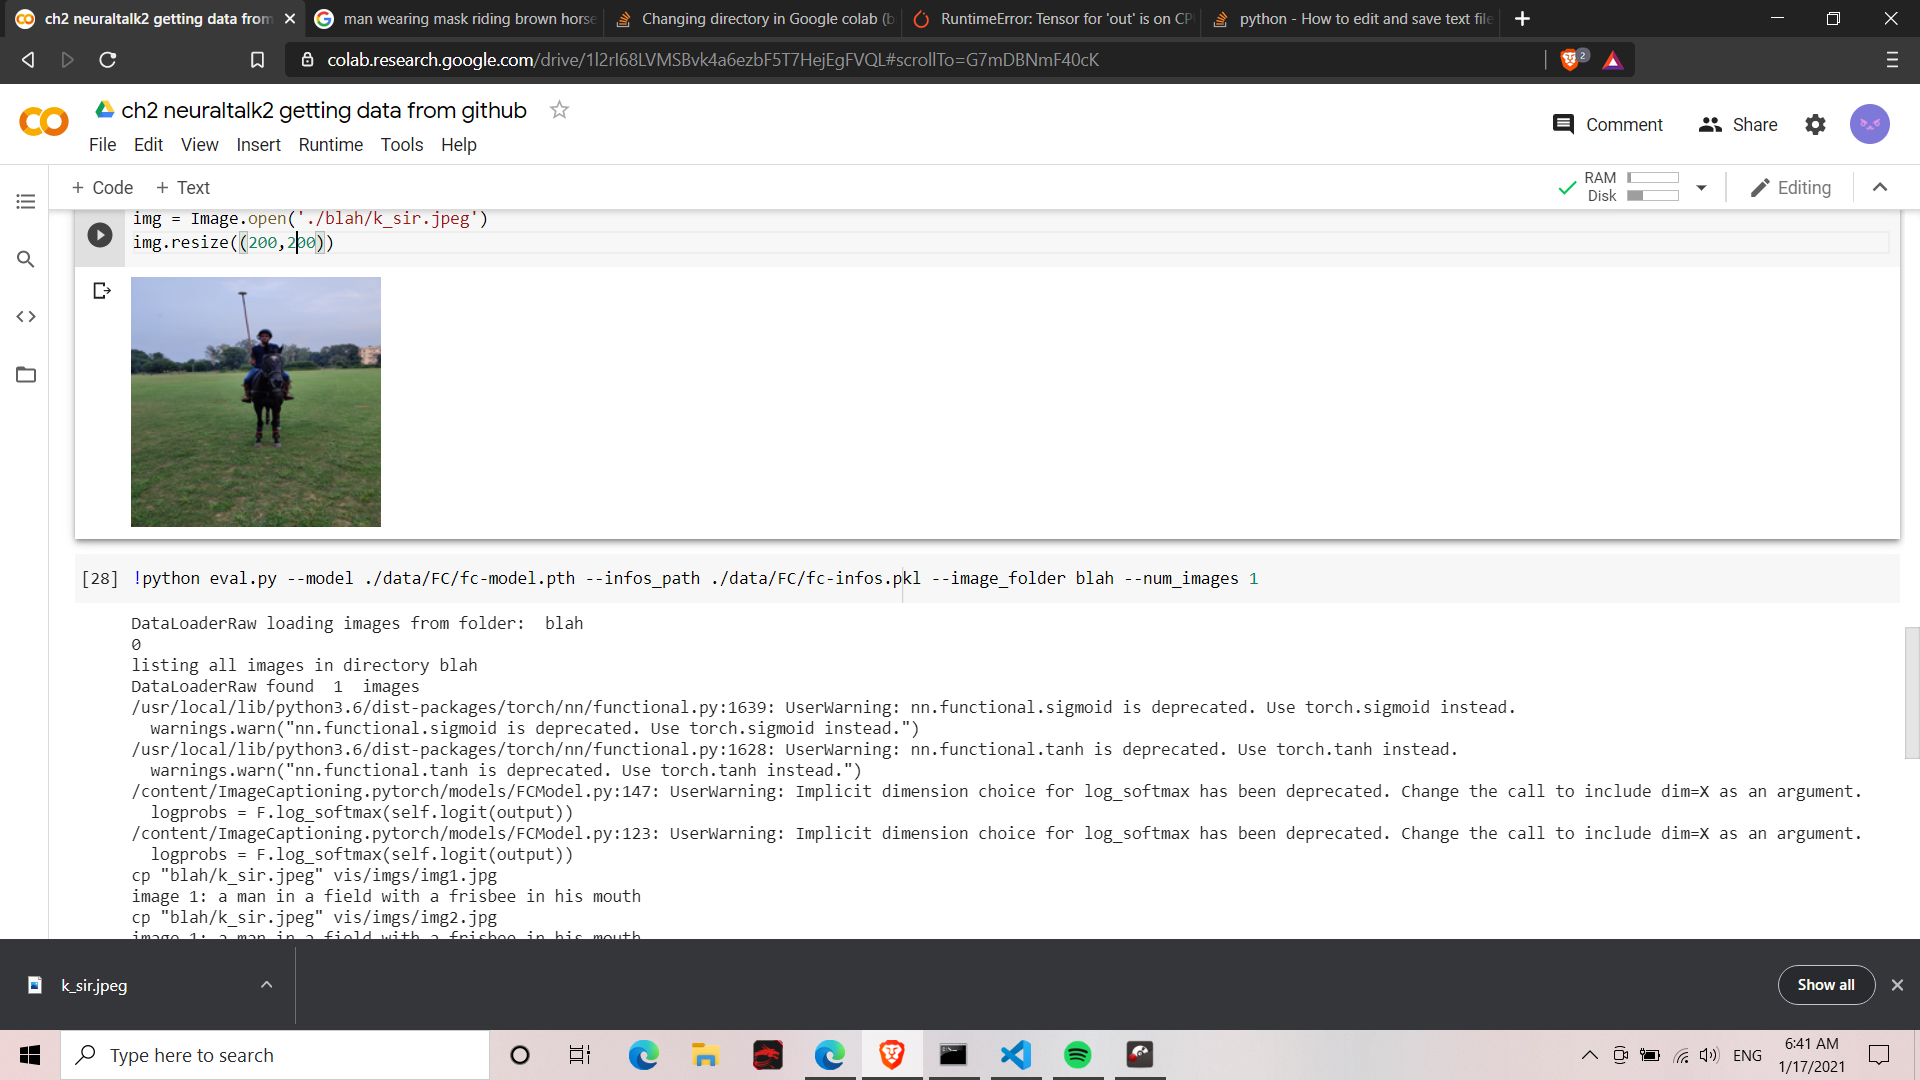 ch2 neuraltalk2 getting data from
man wearing mask riding brown horse
Changing directory in Google colab (b
RuntimeError: Tensor for 'out' is on CP
python - How to edit and save text file
colab.research.google.com/drive/1l2rI68LVMSBvk4a6ezbF5T7HejEgFVQL#scrollTo=G7mDBNmF40cK
2
ch2 neuraltalk2 getting data from github
Comment
Share
File Edit View Insert Runtime Tools Help
+ Code + Text
RAM
Disk
Editing
img = Image.open('./blah/k_sir.jpeg')
img.resize((200,200))
[28] !python eval.py --model ./data/FC/fc-model.pth --infos_path ./data/FC/fc-infos.pkl --image_folder blah --num_images 1
DataLoaderRaw loading images from folder:  blah
0
listing all images in directory blah
DataLoaderRaw found  1  images
/usr/local/lib/python3.6/dist-packages/torch/nn/functional.py:1639: UserWarning: nn.functional.sigmoid is deprecated. Use torch.sigmoid instead.
  warnings.warn("nn.functional.sigmoid is deprecated. Use torch.sigmoid instead.")
/usr/local/lib/python3.6/dist-packages/torch/nn/functional.py:1628: UserWarning: nn.functional.tanh is deprecated. Use torch.tanh instead.
  warnings.warn("nn.functional.tanh is deprecated. Use torch.tanh instead.")
/content/ImageCaptioning.pytorch/models/FCModel.py:147: UserWarning: Implicit dimension choice for log_softmax has been deprecated. Change the call to include dim=X as an argument.
  logprobs = F.log_softmax(self.logit(output))
/content/ImageCaptioning.pytorch/models/FCModel.py:123: UserWarning: Implicit dimension choice for log_softmax has been deprecated. Change the call to include dim=X as an argument.
  logprobs = F.log_softmax(self.logit(output))
cp "blah/k_sir.jpeg" vis/imgs/img1.jpg
image 1: a man in a field with a frisbee in his mouth
cp "blah/k_sir.jpeg" vis/imgs/img2.jpg
image 1: a man in a field with a frisbee in his mouth
k_sir.jpeg
Show all
Type here to search
ENG
6:41 AM
1/17/2021